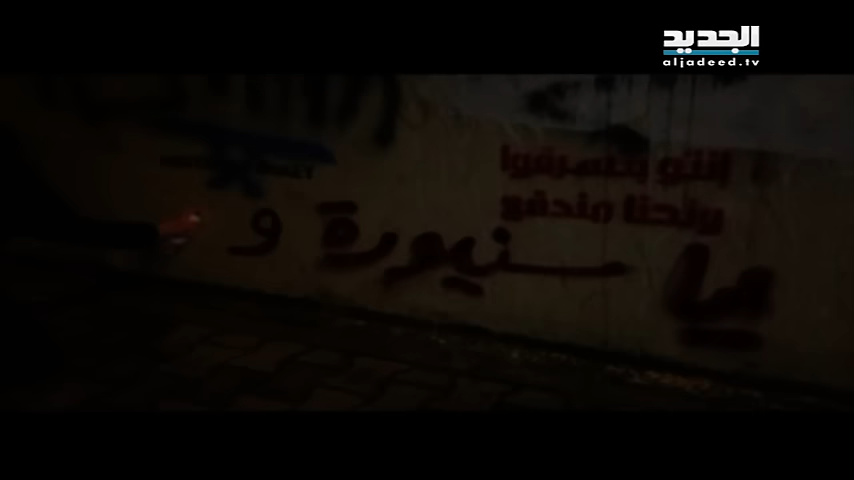 الجديد
aljadeed.tv
إنتو بتسرقوا
ونحنا مندفع
يا سنيورة و